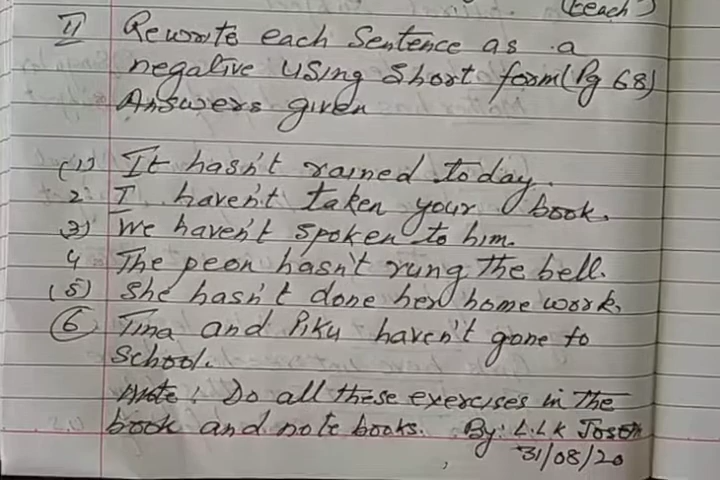 (teach)
II Rewrite each Sentence as a
negative using Short form (Pg 68)
Answers given
(1) It hasn't rained today.
2 I haven't taken your book.
3) We haven't spoken to him.
4 The peon hasn't rung the bell.
(5) She hasn't done her home work.
6 Tina and Piku haven't gone to
School.
Note: Do all these exercises in The
book and note books. By: L.L K Joson
31/08/20